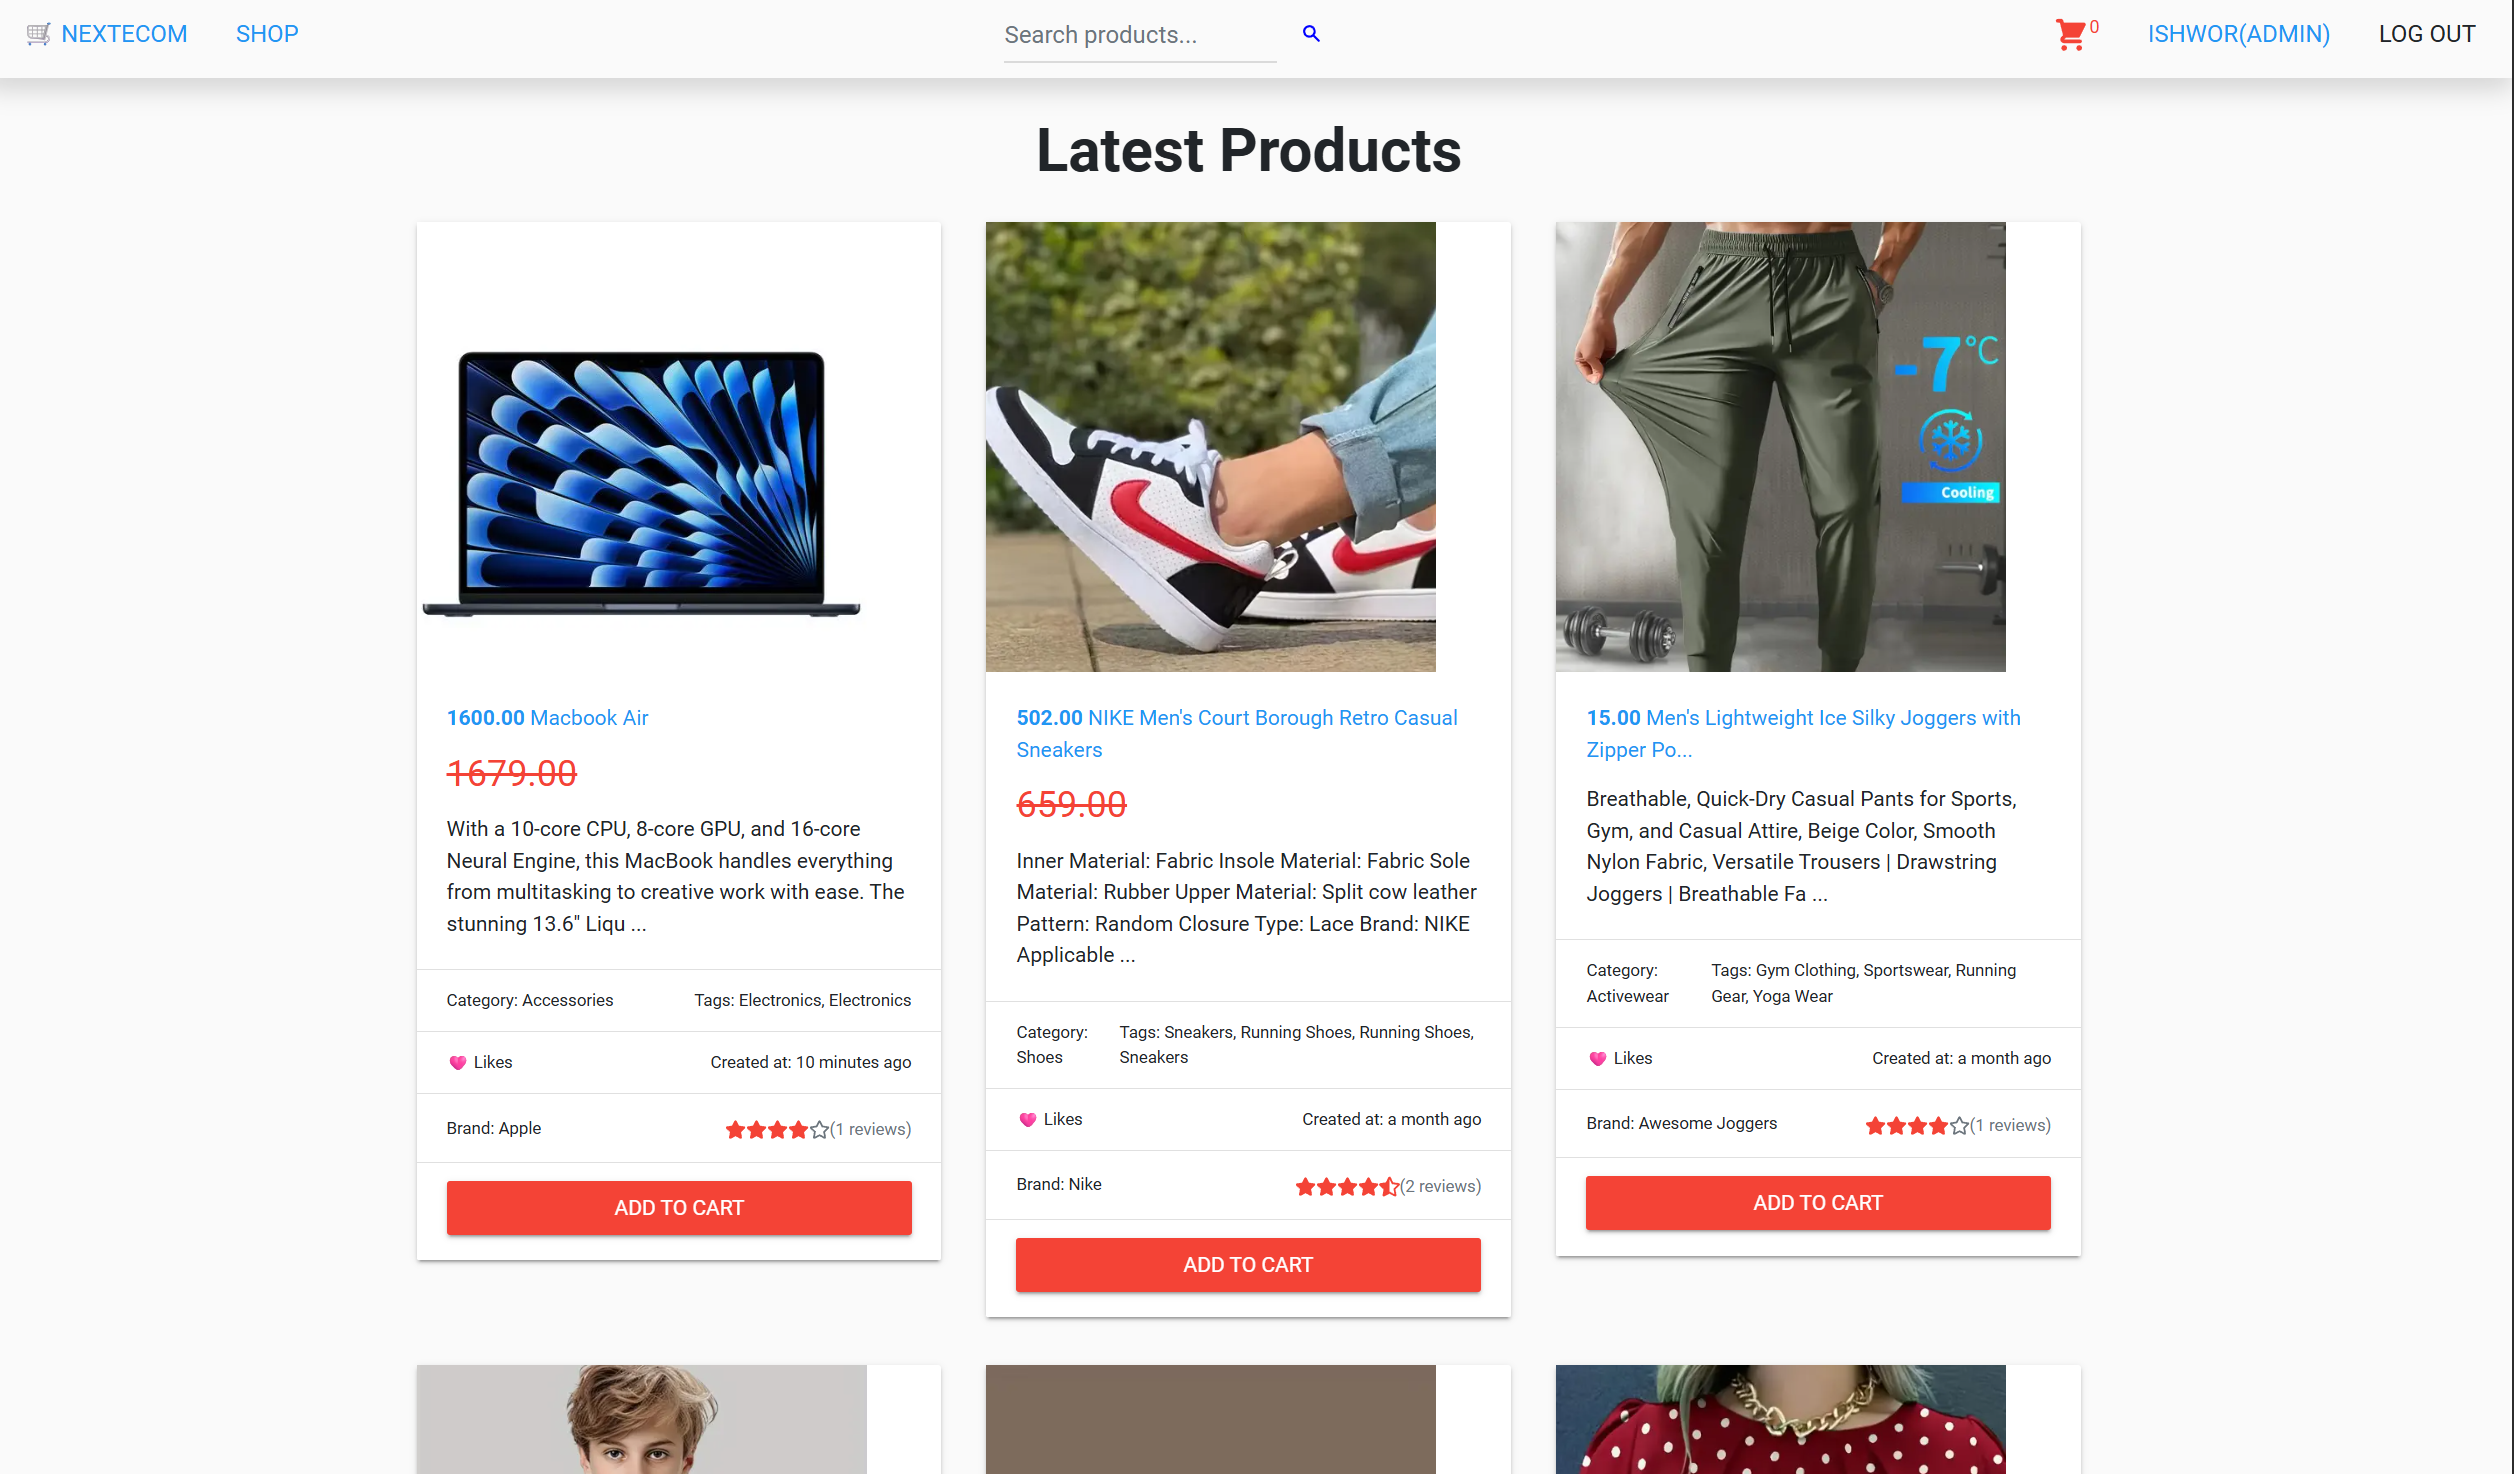 NEXTECOM SHOP Search products... 0 ISHWOR(ADMIN) LOG OUT
Latest Products
1600.00 Macbook Air
1679.00
With a 10-core CPU, 8-core GPU, and 16-core
Neural Engine, this MacBook handles everything
from multitasking to creative work with ease. The
stunning 13.6" Liqu ...
Category: Accessories Tags: Electronics, Electronics
Likes Created at: 10 minutes ago
Brand: Apple (1 reviews)
ADD TO CART
502.00 NIKE Men's Court Borough Retro Casual
Sneakers
659.00
Inner Material: Fabric Insole Material: Fabric Sole
Material: Rubber Upper Material: Split cow leather
Pattern: Random Closure Type: Lace Brand: NIKE
Applicable ...
Category: Tags: Sneakers, Running Shoes, Running Shoes,
Shoes Sneakers
Likes Created at: a month ago
Brand: Nike (2 reviews)
ADD TO CART
-7°C
Cooling
15.00 Men's Lightweight Ice Silky Joggers with
Zipper Po...
Breathable, Quick-Dry Casual Pants for Sports,
Gym, and Casual Attire, Beige Color, Smooth
Nylon Fabric, Versatile Trousers | Drawstring
Joggers | Breathable Fa ...
Category: Tags: Gym Clothing, Sportswear, Running
Activewear Gear, Yoga Wear
Likes Created at: a month ago
Brand: Awesome Joggers (1 reviews)
ADD TO CART